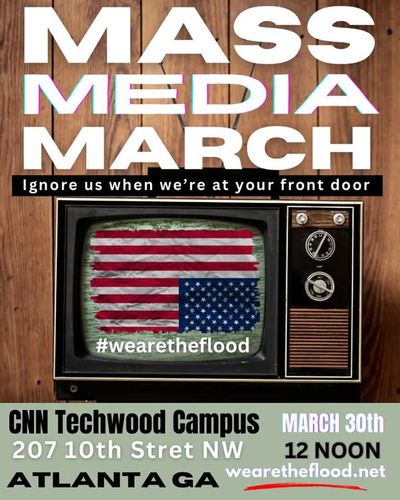 MASS
MEDIA
MARCH
Ignore us when we're at your front door
#wearetheflood
CNN Techwood Campus
MARCH 30th
207 10th Stret NW
12 NOON
ATLANTA GA
wearetheflood.net